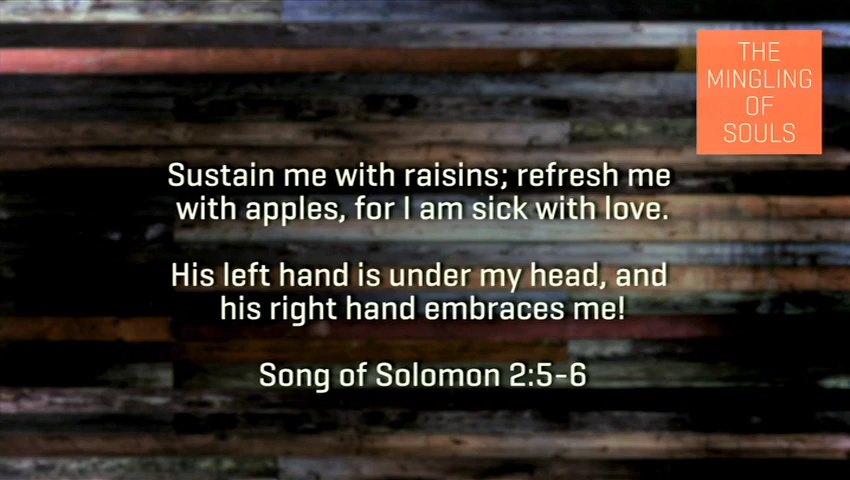 THE
MINGLING
OF
SOULS
Sustain me with raisins; refresh me
with apples, for I am sick with love.
His left hand is under my head, and
his right hand embraces me!
Song of Solomon 2:5-6